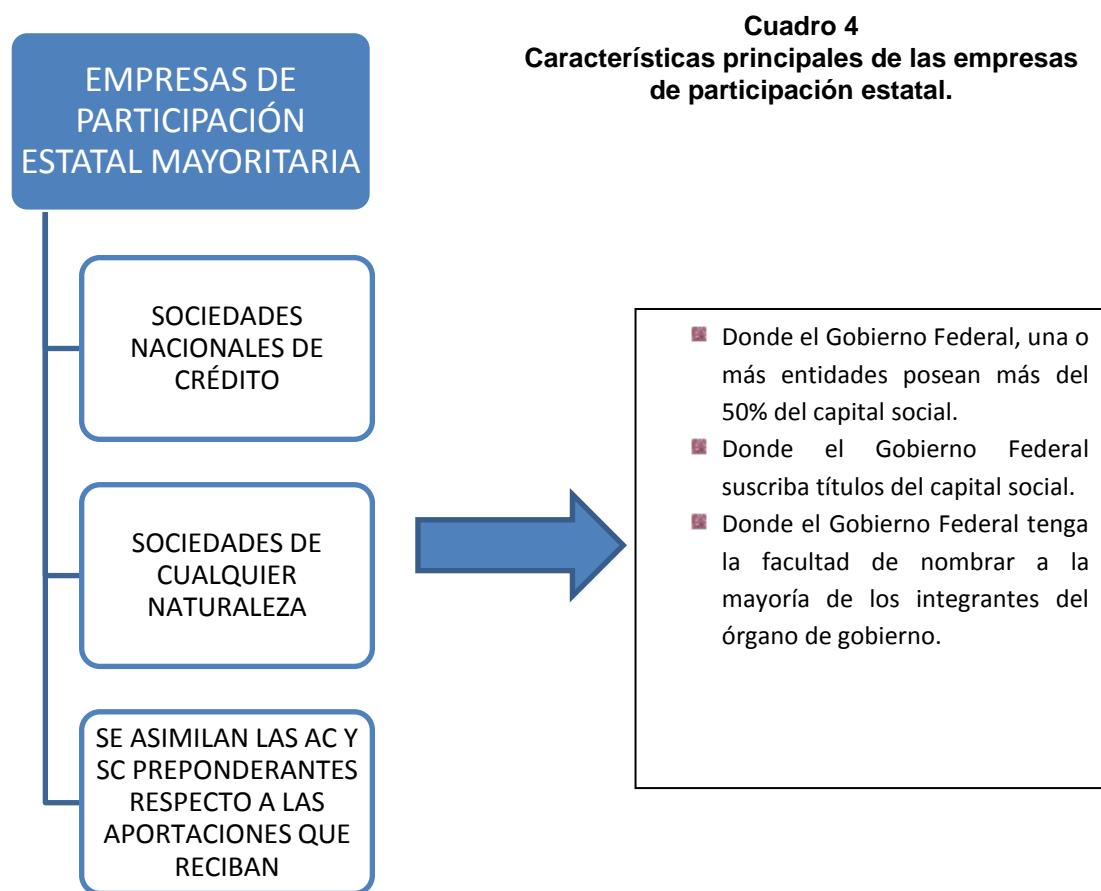 Cuadro 4
Características principales de las empresas
de participación estatal.
EMPRESAS DE
PARTICIPACIÓN
ESTATAL MAYORITARIA
SOCIEDADES
NACIONALES DE
CRÉDITO
SOCIEDADES DE
CUALQUIER
NATURALEZA
SE ASIMILAN LAS AC Y
SC PREPONDERANTES
RESPECTO A LAS
APORTACIONES QUE
RECIBAN
Donde el Gobierno Federal, una o
más entidades posean más del
50% del capital social.
Donde el Gobierno Federal
suscriba títulos del capital social.
Donde el Gobierno Federal tenga
la facultad de nombrar a la
mayoría de los integrantes del
órgano de gobierno.